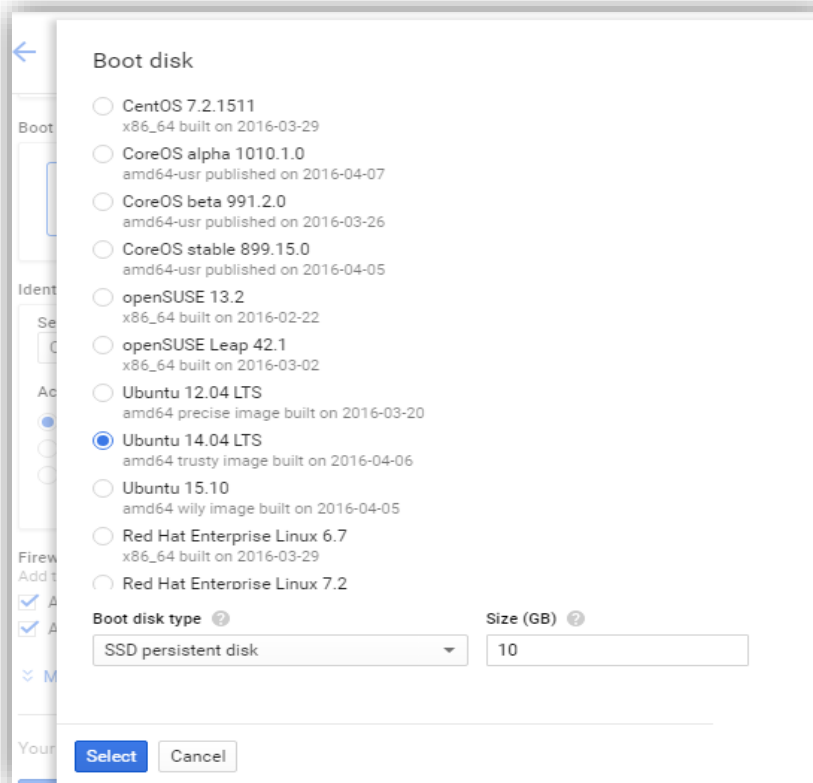 Boot disk
CentOS 7.2.1511
x86_64 built on 2016-03-29
CoreOS alpha 1010.1.0
amd64-usr published on 2016-04-07
CoreOS beta 991.2.0
amd64-usr published on 2016-03-26
CoreOS stable 899.15.0
amd64-usr published on 2016-04-05
openSUSE 13.2
x86_64 built on 2016-02-22
openSUSE Leap 42.1
x86_64 built on 2016-03-02
Ubuntu 12.04 LTS
amd64 precise image built on 2016-03-20
Ubuntu 14.04 LTS
amd64 trusty image built on 2016-04-06
Ubuntu 15.10
amd64 wily image built on 2016-04-05
Red Hat Enterprise Linux 6.7
x86_64 built on 2016-03-29
Red Hat Enterprise Linux 7.2
Boot disk type ? Size (GB) ?
SSD persistent disk 10
Select Cancel
Boot
Ident
Se
Ac
Firew
Add t
A
A
M
Your